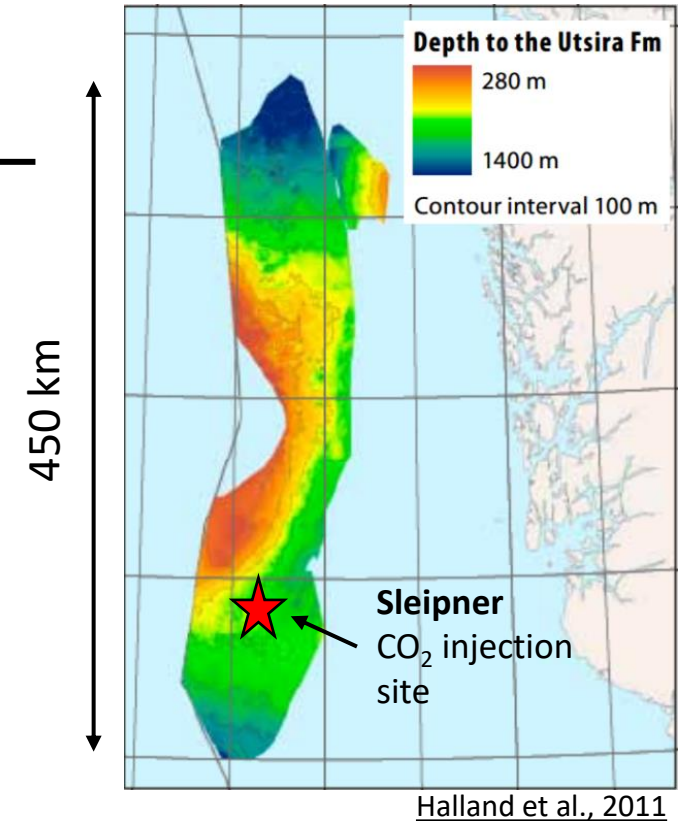 Depth to the Utsira Fm
280 m
1400 m
Contour interval 100 m
450 km
Sleipner
CO₂ injection
site
Halland et al., 2011